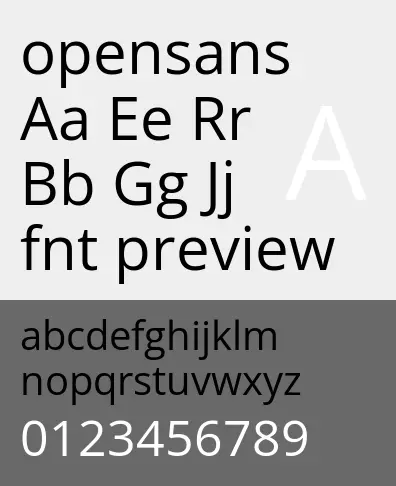 opensans
Aa Ee Rr
A
Bb Gg Jj
fnt preview
abcdefghijklm
nopqrstuvwxyz
0123456789